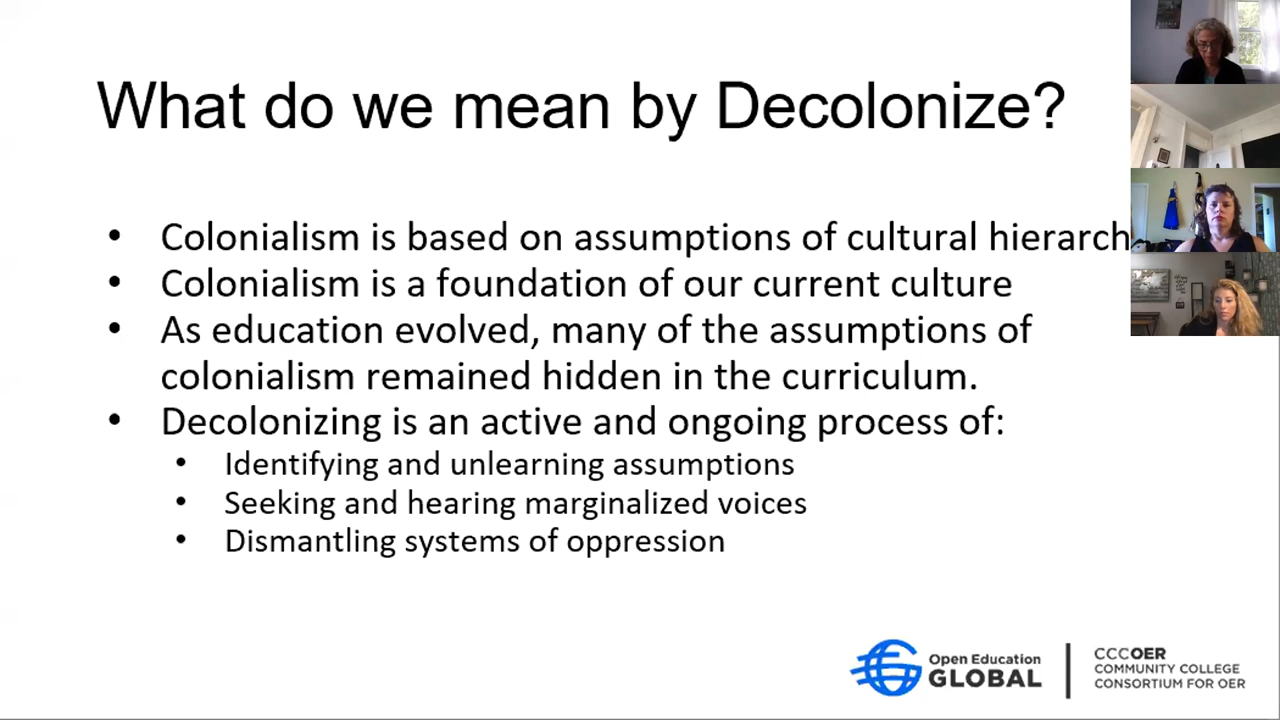 What do we mean by Decolonize?
• Colonialism is based on assumptions of cultural hierarch
• Colonialism is a foundation of our current culture
• As education evolved, many of the assumptions of
colonialism remained hidden in the curriculum.
• Decolonizing is an active and ongoing process of:
• Identifying and unlearning assumptions
• Seeking and hearing marginalized voices
• Dismantling systems of oppression
Open Education
GLOBAL
CCCOER
COMMUNITY COLLEGE
CONSORTIUM FOR OER